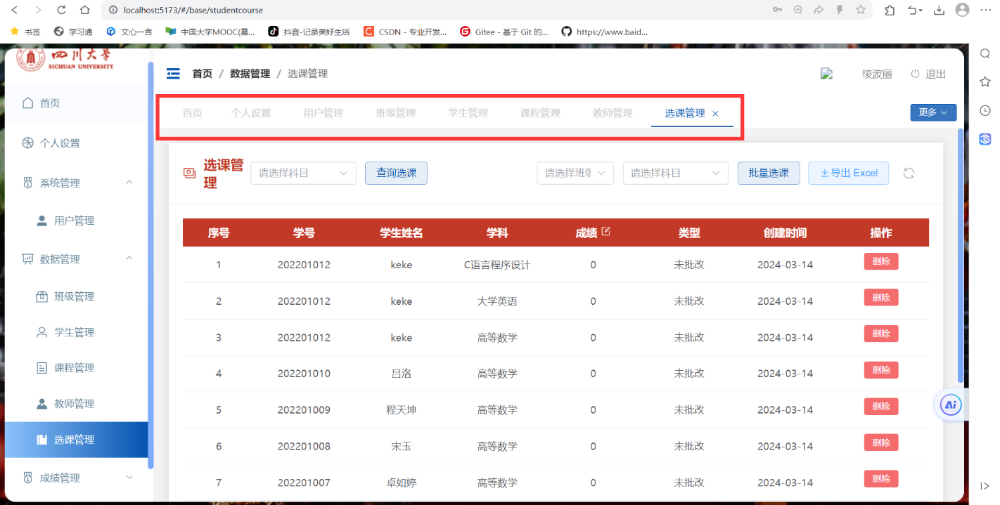 localhost:5173/#/base/studentcourse
书签 学习通 文心一言 中国大学MOOC(慕... 抖音-记录美好生活 CSDN - 专业开发... Gitee - 基于 Git 的... https://www.baid...
四川大学
SICHUAN UNIVERSITY
首页 / 数据管理 / 选课管理 绫波丽 退出
首页 个人设置 用户管理 班级管理 学生管理 课程管理 教师管理 选课管理 × 更多
首页
个人设置
系统管理
用户管理
数据管理
班级管理
学生管理
课程管理
教师管理
选课管理
成绩管理
选课管理 请选择科目 查询选课 请选择班级 请选择科目 批量选课 导出 Excel
序号 学号 学生姓名 学科 成绩 类型 创建时间 操作
1 202201012 keke C语言程序设计 0 未批改 2024-03-14 删除
2 202201012 keke 大学英语 0 未批改 2024-03-14 删除
3 202201012 keke 高等数学 0 未批改 2024-03-14 删除
4 202201010 吕洛 高等数学 0 未批改 2024-03-14 删除
5 202201009 程天坤 高等数学 0 未批改 2024-03-14 删除
6 202201008 宋玉 高等数学 0 未批改 2024-03-14 删除
7 202201007 卓如婷 高等数学 0 未批改 2024-03-14 删除
Ai